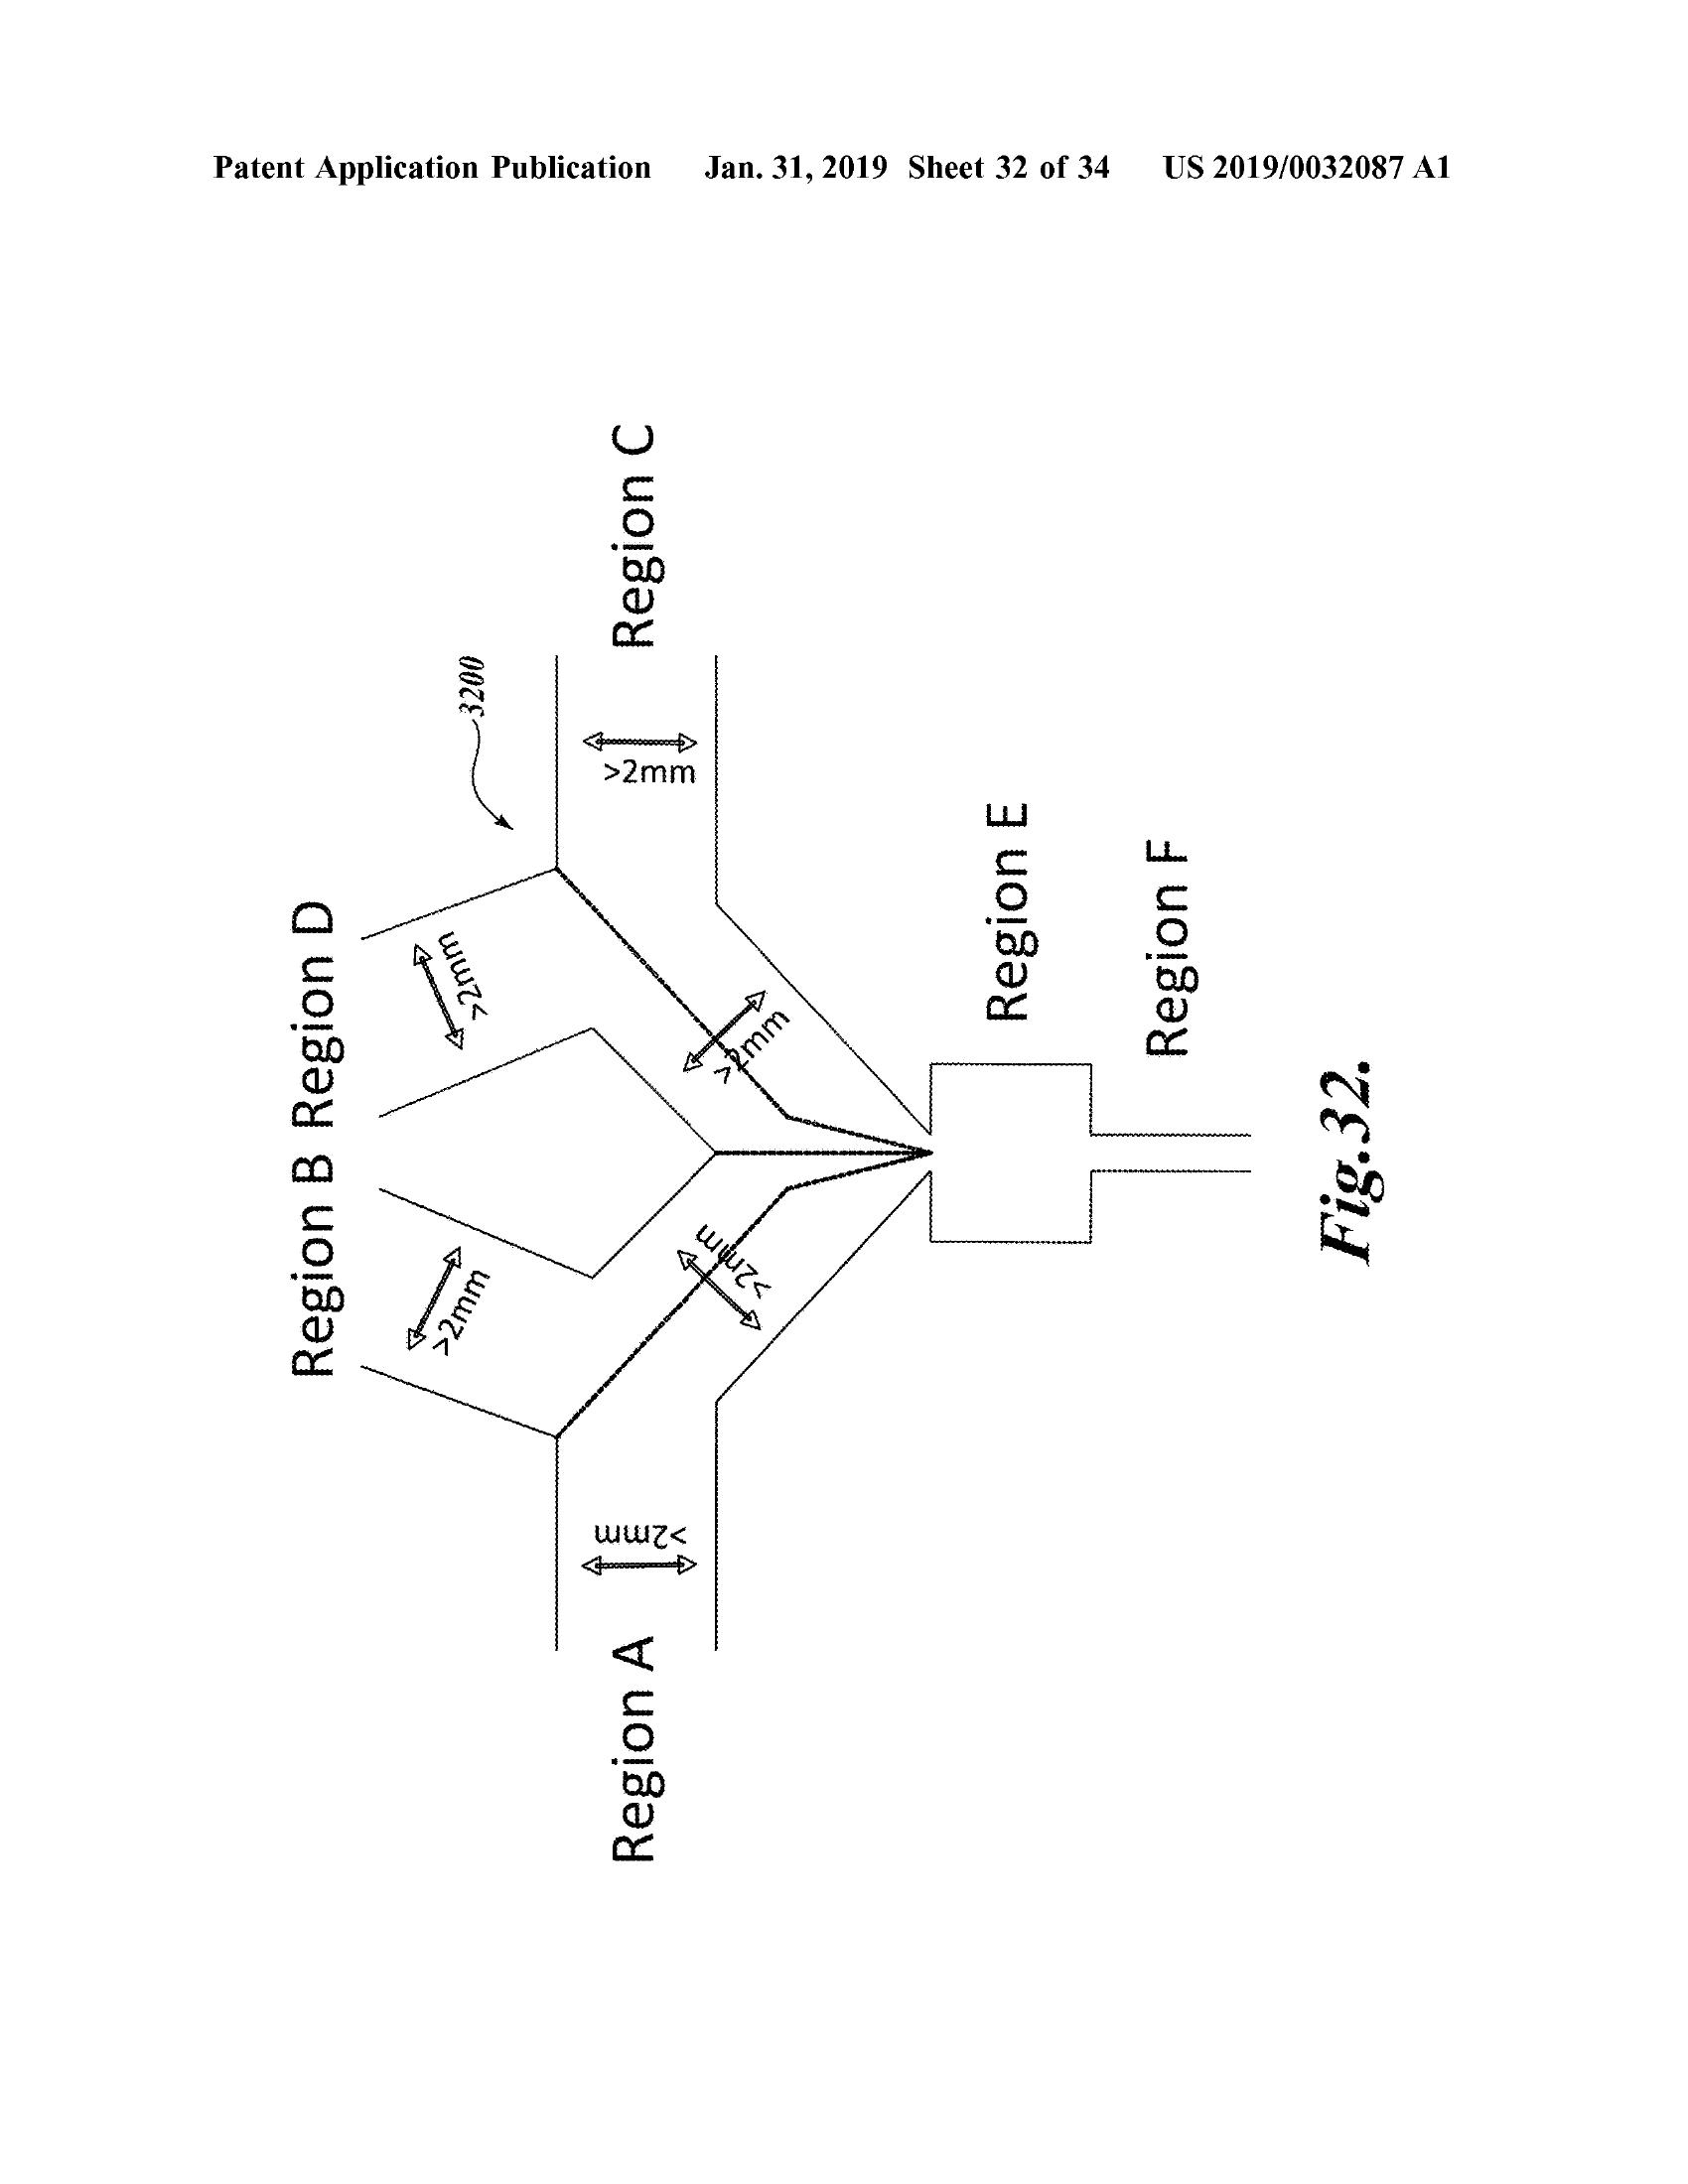 Patent Application Publication Jan. 31, 2019 Sheet 32 of 34 US 2019/0032087 A1
Region B Region D
3200
>2mm
>2mm
Region A
>2mm
>2mm
Region C
>2mm
>2mm
Region E
Region F
Fig.32.